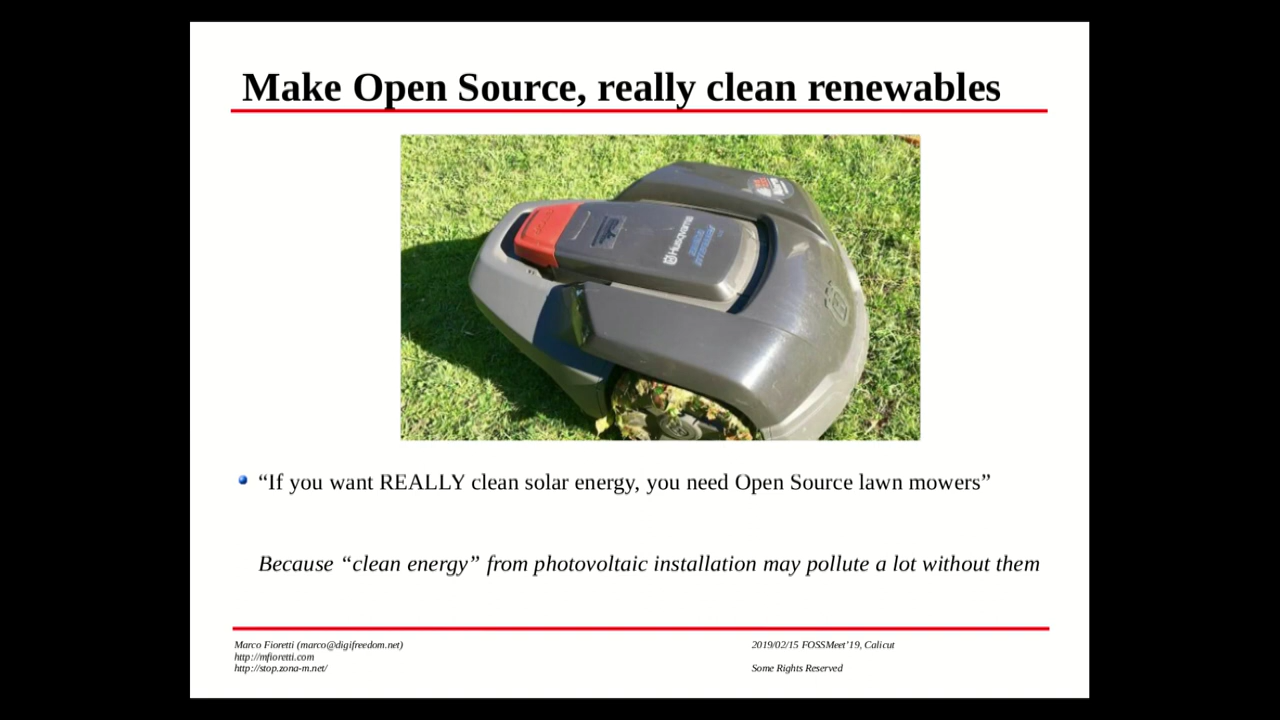 Make Open Source, really clean renewables
Husqvarna
“If you want REALLY clean solar energy, you need Open Source lawn mowers”
Because “clean energy” from photovoltaic installation may pollute a lot without them
Marco Fioretti (marco@digifreedom.net)
http://mfioretti.com
http://stop.zona-m.net/
2019/02/15 FOSSMeet’19, Calicut
Some Rights Reserved